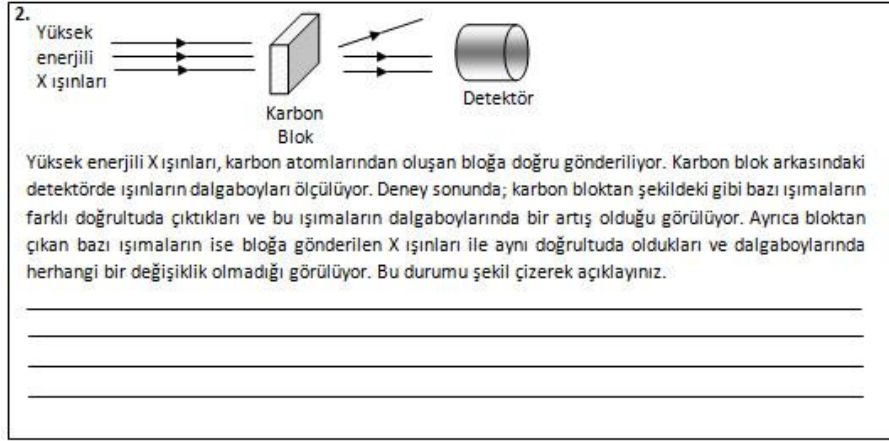 2.
Yüksek
enerjili
X ışınları
Karbon
Blok
Detektör
Yüksek enerjili X ışınları, karbon atomlarından oluşan bloğa doğru gönderiliyor. Karbon blok arkasındaki
detektörde ışınların dalgaboyları ölçülüyor. Deney sonunda; karbon bloktan şekildeki gibi bazı ışımaların
farklı doğrultuda çıktıkları ve bu ışımaların dalgaboylarında bir artış olduğu görülüyor. Ayrıca bloktan
çıkan bazı ışımaların ise bloğa gönderilen X ışınları ile aynı doğrultuda oldukları ve dalgaboylarında
herhangi bir değişiklik olmadığı görülüyor. Bu durumu şekil çizerek açıklayınız.